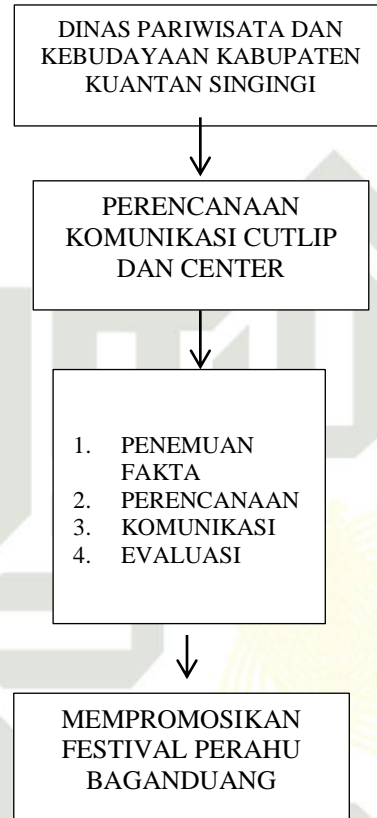 DINAS PARIWISATA DAN
KEBUDAYAAN KABUPATEN
KUANTAN SINGINGI
PERENCANAAN
KOMUNIKASI CUTLIP
DAN CENTER
1. PENEMUAN
FAKTA
2. PERENCANAAN
3. KOMUNIKASI
4. EVALUASI
MEMPROMOSIKAN
FESTIVAL PERAHU
BAGANDUANG